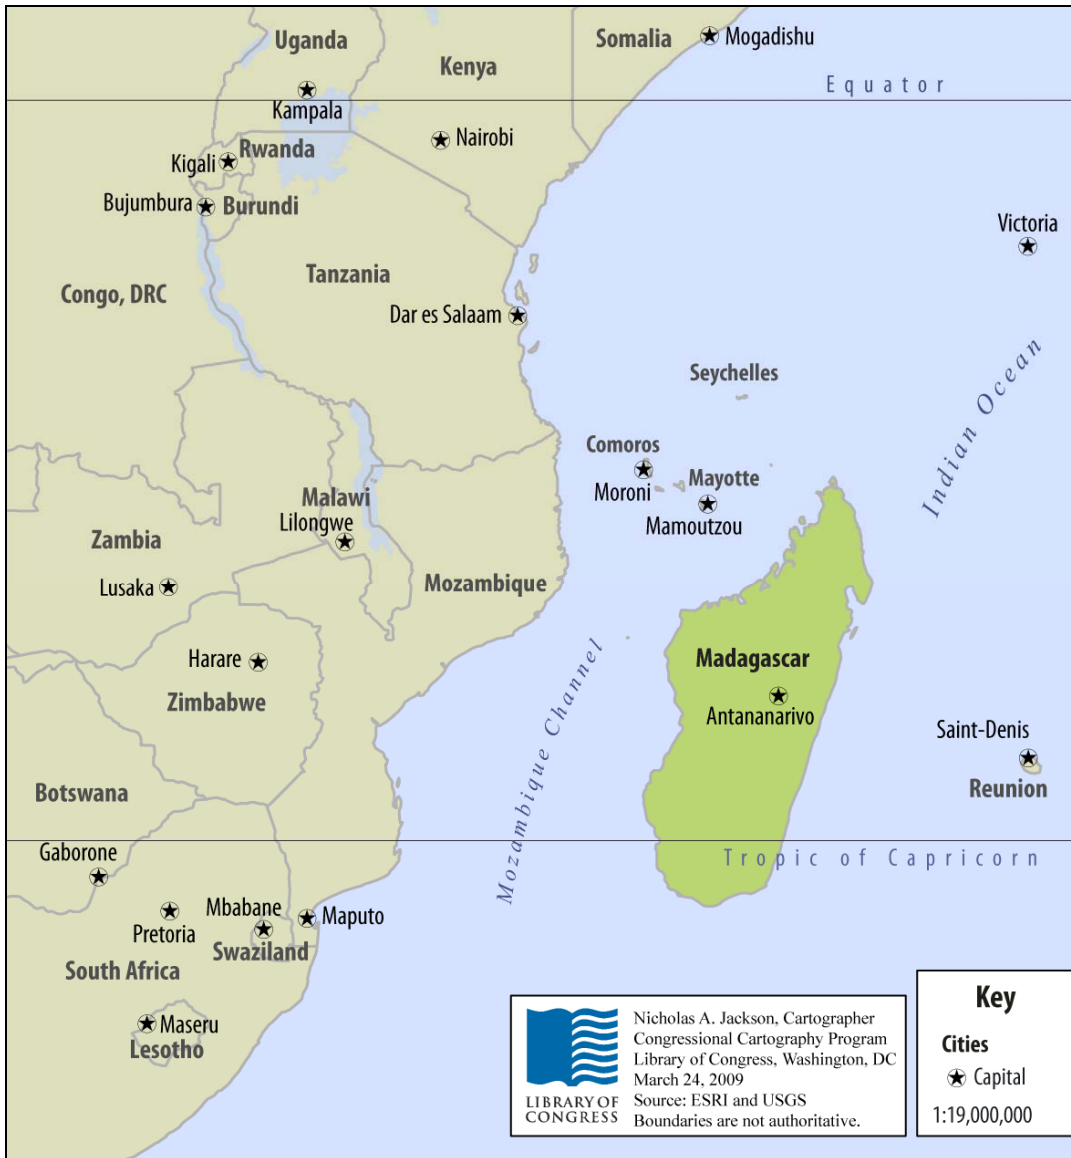 Uganda
Somalia
Mogadishu
Kenya
Equator
Kampala
Nairobi
Rwanda
Kigali
Bujumbura
Burundi
Victoria
Tanzania
Congo, DRC
Dar es Salaam
Seychelles
Indian Ocean
Comoros
Moroni
Mayotte
Mamoutzou
Malawi
Lilongwe
Zambia
Lusaka
Mozambique
Harare
Zimbabwe
Mozambique Channel
Madagascar
Antananarivo
Saint-Denis
Reunion
Botswana
Gaborone
Tropic of Capricorn
Mbabane
Maputo
Pretoria
Swaziland
South Africa
Maseru
Lesotho
LIBRARY OF
CONGRESS
Nicholas A. Jackson, Cartographer
Congressional Cartography Program
Library of Congress, Washington, DC
March 24, 2009
Source: ESRI and USGS
Boundaries are not authoritative.
Key
Cities
Capital
1:19,000,000